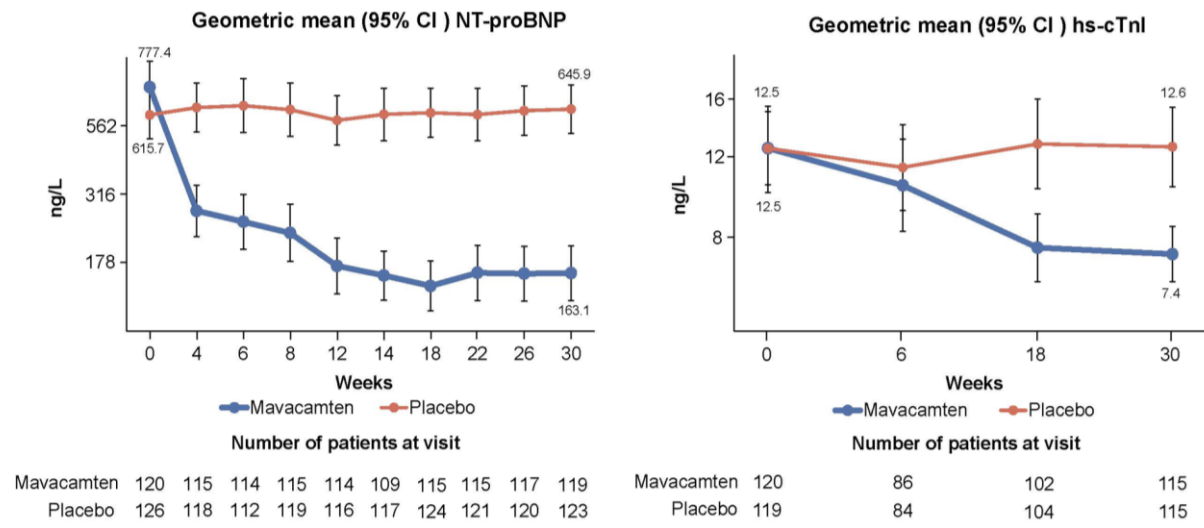 Geometric mean (95% CI ) NT-proBNP
777.4
645.9
562
615.7
ng/L
316
178
163.1
0 4 6 8 12 14 18 22 26 30
Weeks
Mavacamten Placebo
Number of patients at visit
Mavacamten 120 115 114 115 114 109 115 115 117 119
Placebo 126 118 112 119 116 117 124 121 120 123
Geometric mean (95% CI ) hs-cTnI
16
12.5
12.6
12
ng/L
12.5
8
7.4
0 6 18 30
Weeks
Mavacamten Placebo
Number of patients at visit
Mavacamten 120 86 102 115
Placebo 119 84 104 115